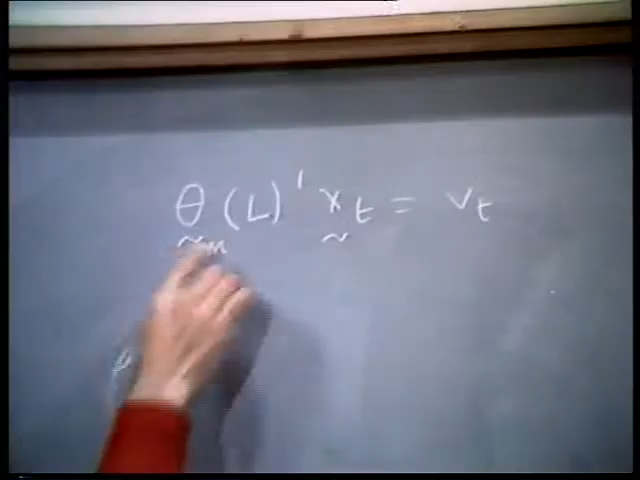 θ(L)' x_t = v_t
~m ~